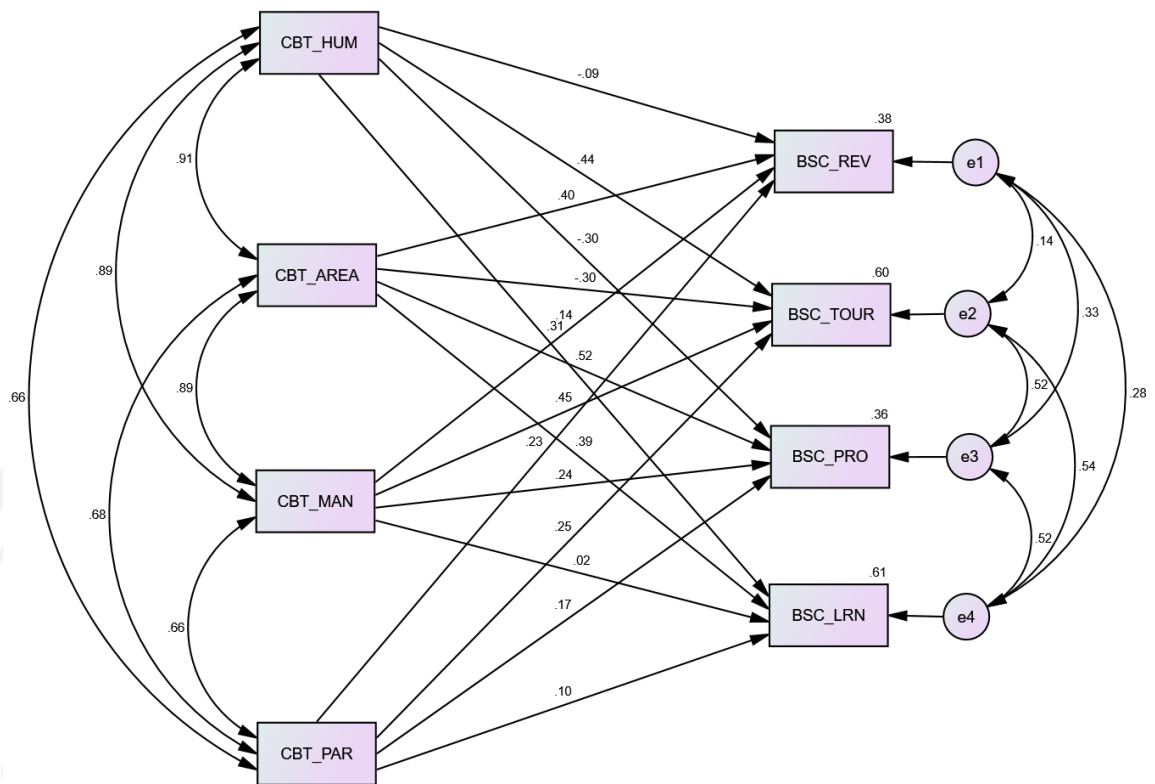 CBT_HUM
-.09
.38
BSC_REV
e1
.91
.44
.40
.14
-.30
CBT_AREA
-.30
.60
.89
BSC_TOUR
e2
.14
.31
.33
.52
.89
.52
.28
.45
.66
.36
.23
.39
BSC_PRO
e3
.54
.24
CBT_MAN
.68
.25
.52
.02
.61
.17
BSC_LRN
e4
.66
.10
CBT_PAR